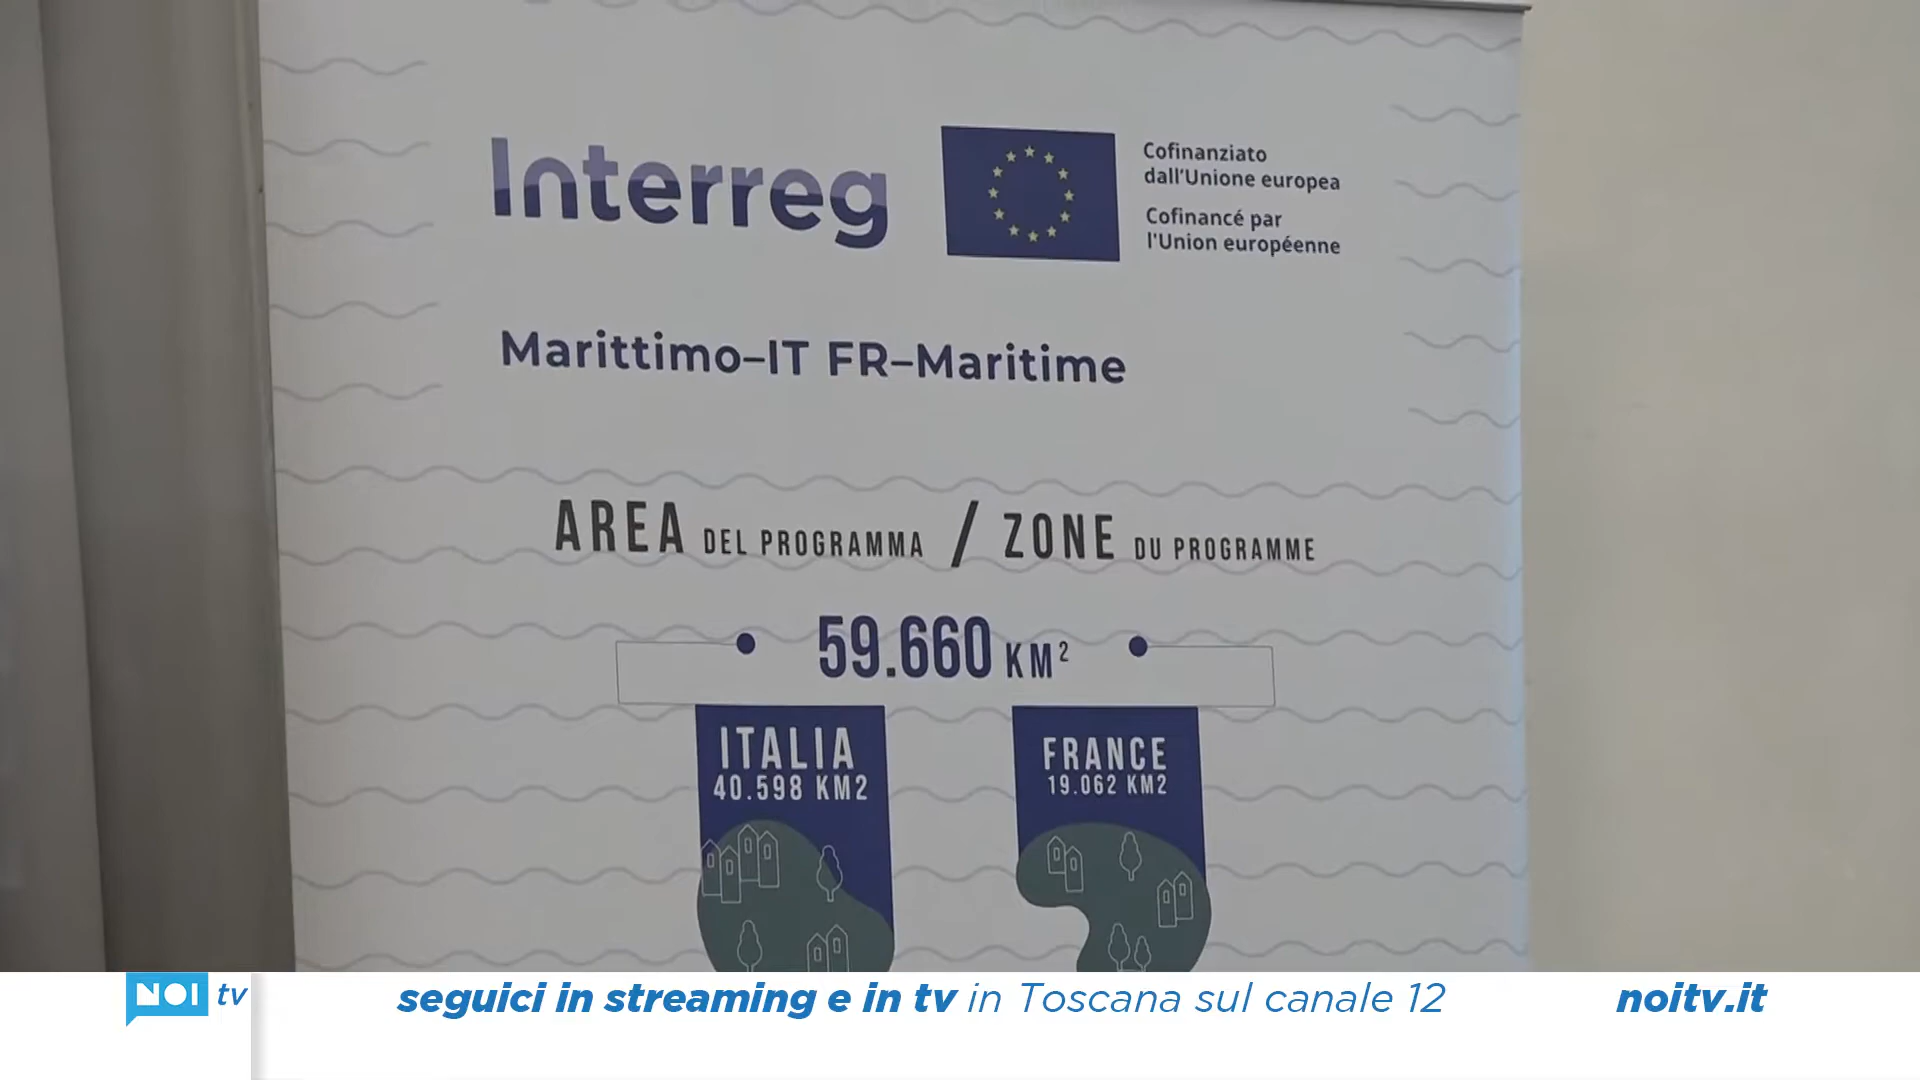 Interreg
Cofinanziato
dall'Unione europea
Cofinancé par
l'Union européenne
Marittimo–IT FR–Maritime
AREA DEL PROGRAMMA / ZONE DU PROGRAMME
59.660 KM²
ITALIA
40.598 KM2
FRANCE
19.062 KM2
NOI tv
seguici in streaming e in tv in Toscana sul canale 12
noitv.it